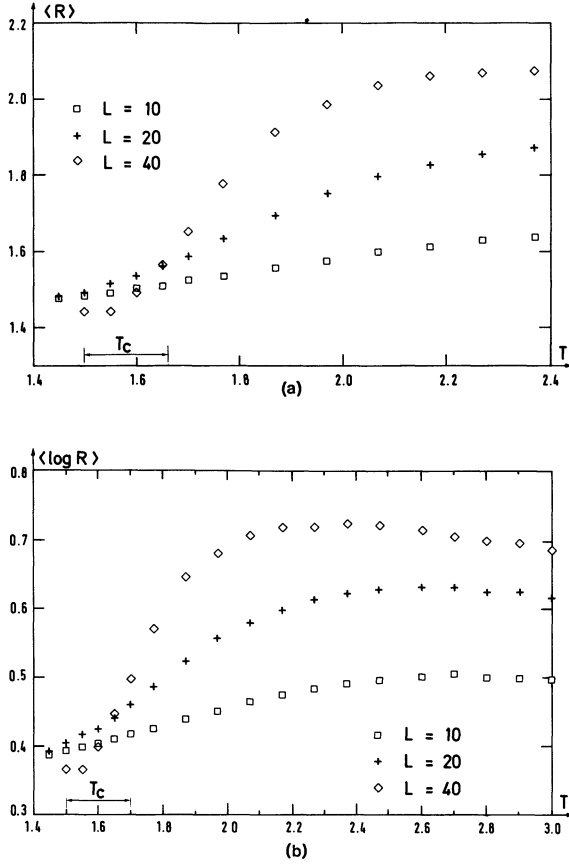 ⟨R⟩
2.2
2.0
1.8
1.6
1.4
□ L = 10
+ L = 20
◇ L = 40
Tc
T
1.4 1.6 1.8 2.0 2.2 2.4
(a)
⟨log R⟩
0.8
0.7
0.6
0.5
0.4
0.3
□ L = 10
+ L = 20
◇ L = 40
Tc
T
1.4 1.6 1.8 2.0 2.2 2.4 2.6 2.8 3.0
(b)